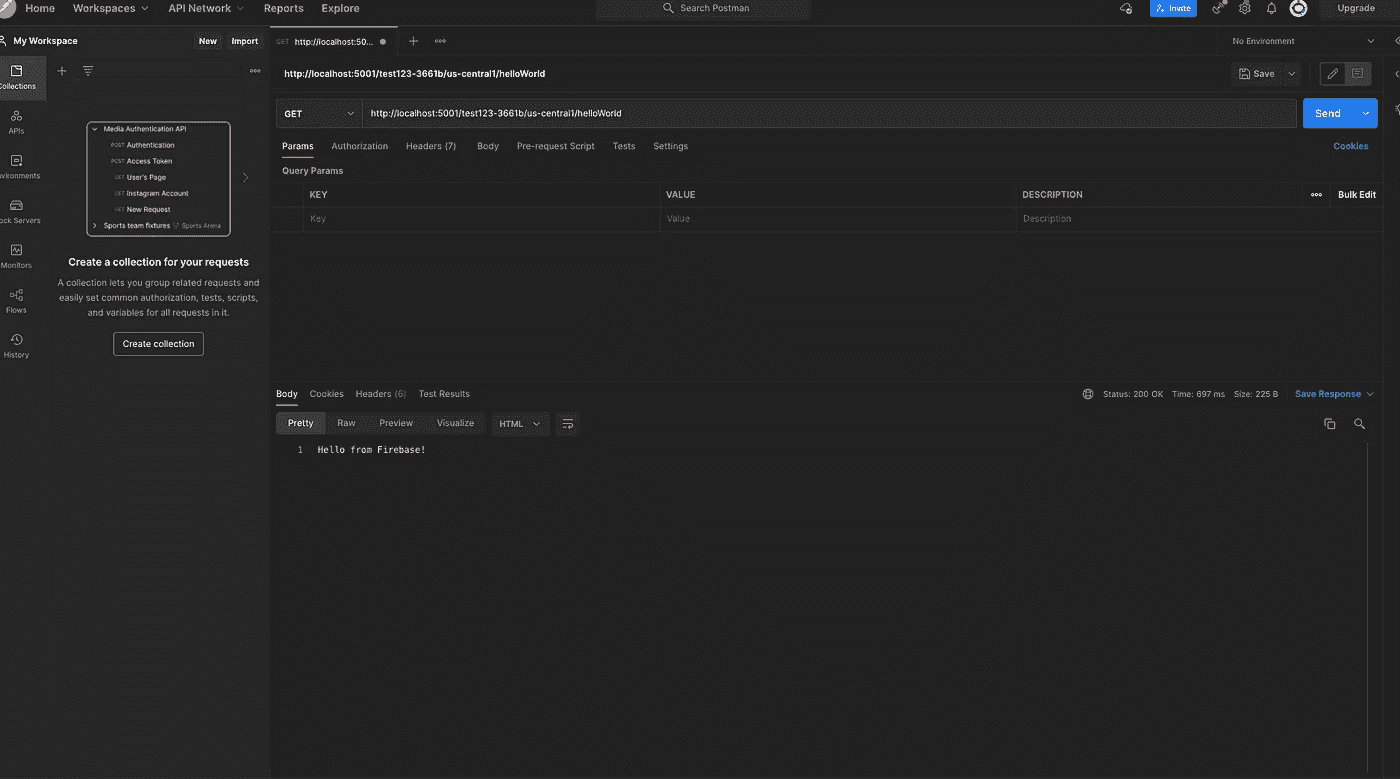 Home Workspaces API Network Reports Explore Search Postman Invite Upgrade
My Workspace New Import GET http://localhost:50... No Environment
Collections
APIs
vironments
ock Servers
Monitors
Flows
History
Media Authentication API
POST Authentication
POST Access Token
GET User's Page
GET Instagram Account
GET New Request
Sports team fixtures Sports Arena
Create a collection for your requests
A collection lets you group related requests and
easily set common authorization, tests, scripts,
and variables for all requests in it.
Create collection
http://localhost:5001/test123-3661b/us-central1/helloWorld Save
GET http://localhost:5001/test123-3661b/us-central1/helloWorld Send
Params Authorization Headers (7) Body Pre-request Script Tests Settings Cookies
Query Params
KEY VALUE DESCRIPTION Bulk Edit
Key Value Description
Body Cookies Headers (6) Test Results Status: 200 OK Time: 697 ms Size: 225 B Save Response
Pretty Raw Preview Visualize HTML
1 Hello from Firebase!